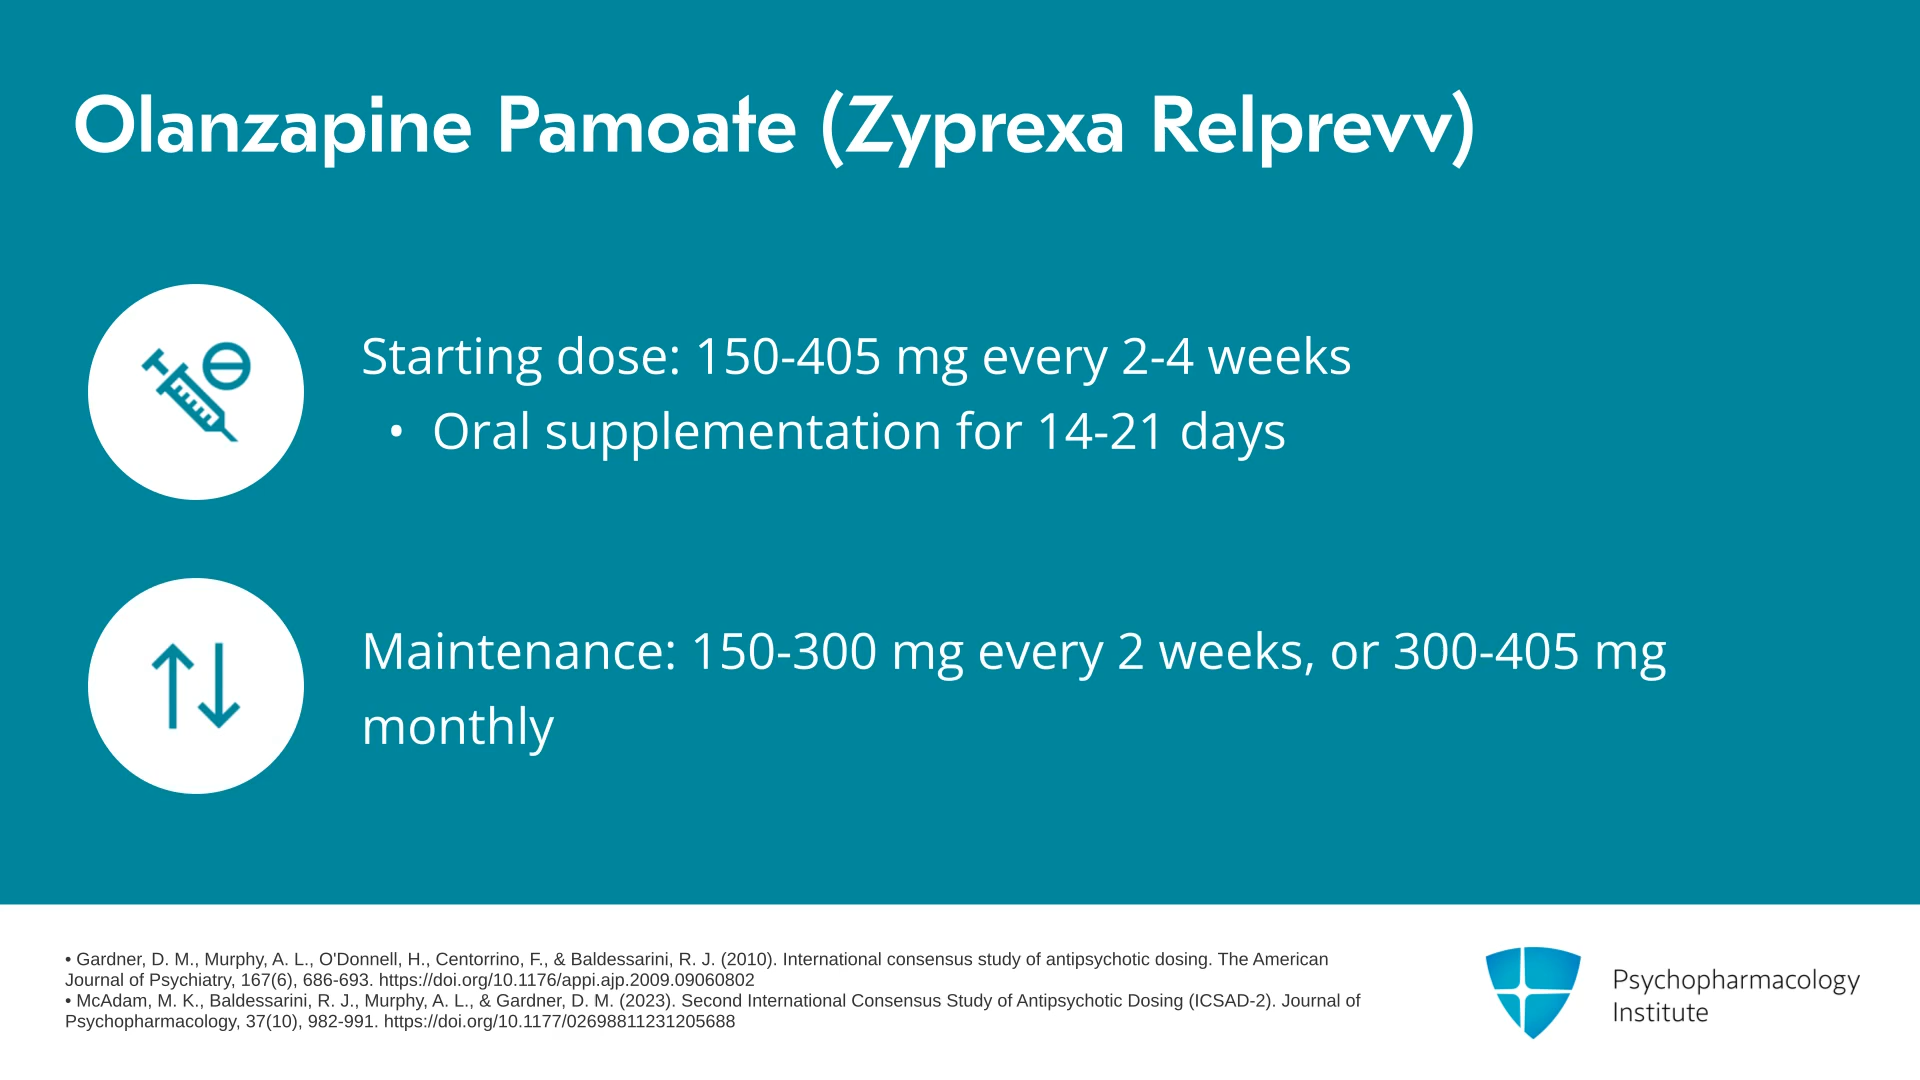 Olanzapine Pamoate (Zyprexa Relprevv)
Starting dose: 150-405 mg every 2-4 weeks
• Oral supplementation for 14-21 days
Maintenance: 150-300 mg every 2 weeks, or 300-405 mg
monthly
• Gardner, D. M., Murphy, A. L., O'Donnell, H., Centorrino, F., & Baldessarini, R. J. (2010). International consensus study of antipsychotic dosing. The American
Journal of Psychiatry, 167(6), 686-693. https://doi.org/10.1176/appi.ajp.2009.09060802
• McAdam, M. K., Baldessarini, R. J., Murphy, A. L., & Gardner, D. M. (2023). Second International Consensus Study of Antipsychotic Dosing (ICSAD-2). Journal of
Psychopharmacology, 37(10), 982-991. https://doi.org/10.1177/02698811231205688
Psychopharmacology
Institute